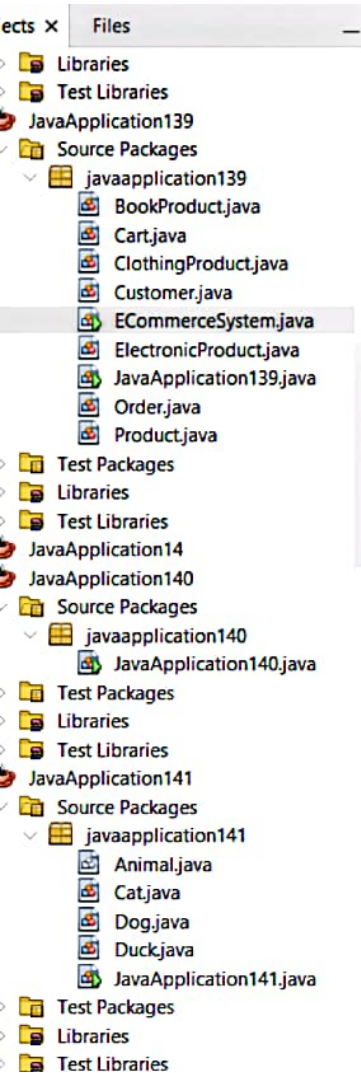 ects × Files
Libraries
Test Libraries
JavaApplication139
Source Packages
javaapplication139
BookProduct.java
Cart.java
ClothingProduct.java
Customer.java
ECommerceSystem.java
ElectronicProduct.java
JavaApplication139.java
Order.java
Product.java
Test Packages
Libraries
Test Libraries
JavaApplication14
JavaApplication140
Source Packages
javaapplication140
JavaApplication140.java
Test Packages
Libraries
Test Libraries
JavaApplication141
Source Packages
javaapplication141
Animal.java
Cat.java
Dog.java
Duck.java
JavaApplication141.java
Test Packages
Libraries
Test Libraries